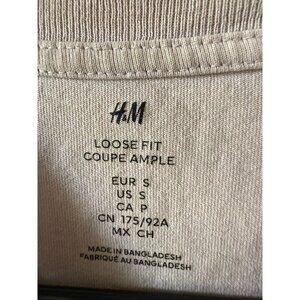 H&M
LOOSE FIT
COUPE AMPLE
EUR S
US S
CA P
CN 175/92A
MX CH
MADE IN BANGLADESH
FABRIQUÉ AU BANGLADESH